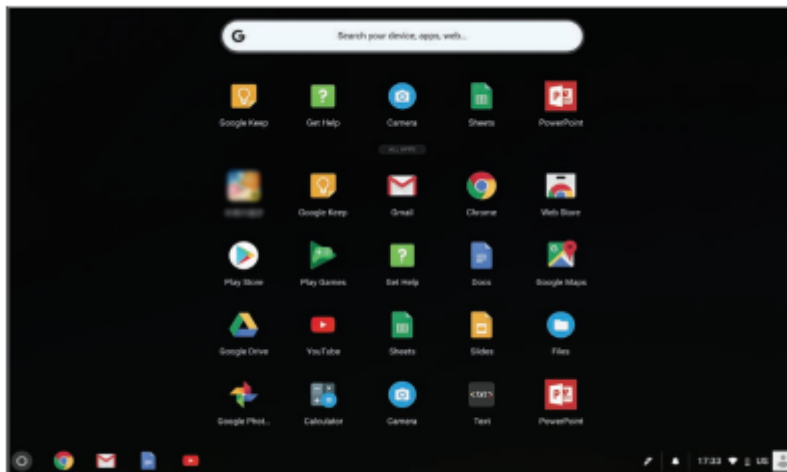 Search your device, apps, web...
Google Keep Get Help Camera Sheets PowerPoint
ALL APPS
Google Keep Gmail Chrome Web Store
Play Store Play Games Get Help Docs Google Maps
Google Drive YouTube Sheets Slides Files
Google Phot... Calculator Camera Text PowerPoint
17:33 US